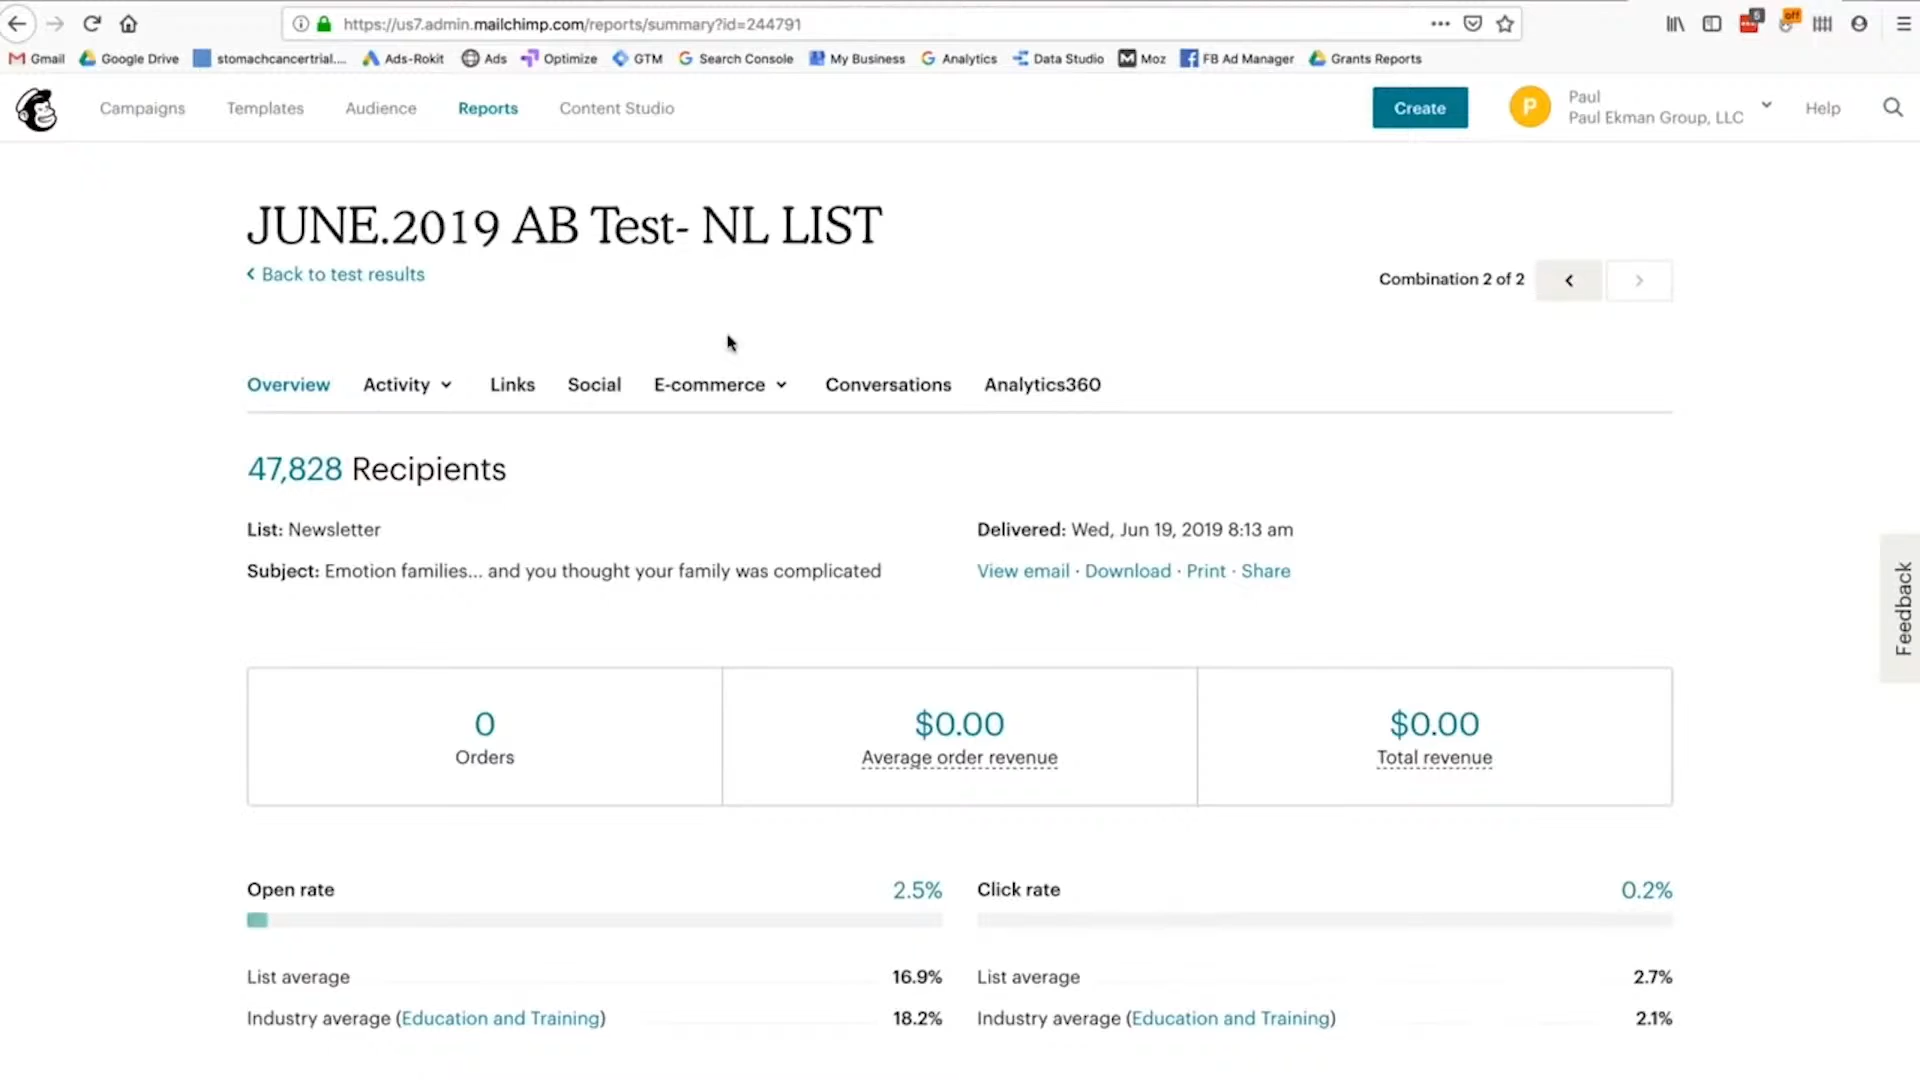 https://us7.admin.mailchimp.com/reports/summary?id=244791
Gmail Google Drive stomachcancertrial.... Ads-Rokit Ads Optimize GTM Search Console My Business Analytics Data Studio Moz FB Ad Manager Grants Reports
off
Campaigns Templates Audience Reports Content Studio Create P Paul Help
Paul Ekman Group, LLC
JUNE.2019 AB Test- NL LIST
Back to test results
Combination 2 of 2
Overview Activity Links Social E-commerce Conversations Analytics360
47,828 Recipients
List: Newsletter Delivered: Wed, Jun 19, 2019 8:13 am
Subject: Emotion families... and you thought your family was complicated View email · Download · Print · Share
Feedback
0 $0.00 $0.00
Orders Average order revenue Total revenue
Open rate 2.5% Click rate 0.2%
List average 16.9% List average 2.7%
Industry average (Education and Training) 18.2% Industry average (Education and Training) 2.1%